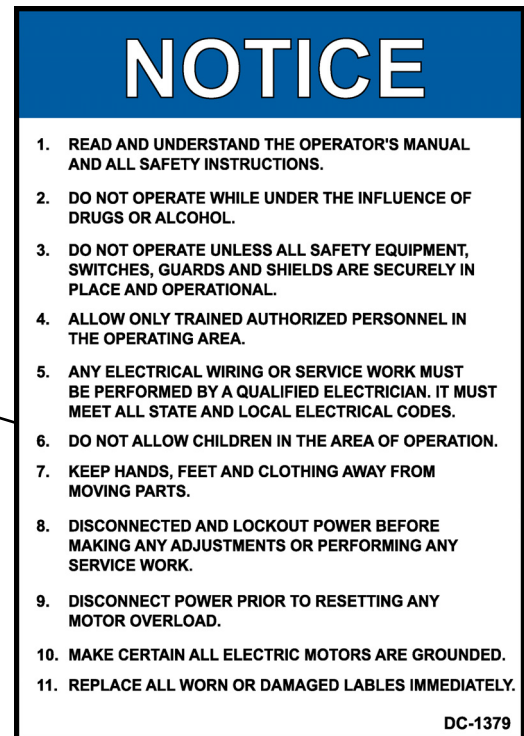 NOTICE
1. READ AND UNDERSTAND THE OPERATOR'S MANUAL
AND ALL SAFETY INSTRUCTIONS.
2. DO NOT OPERATE WHILE UNDER THE INFLUENCE OF
DRUGS OR ALCOHOL.
3. DO NOT OPERATE UNLESS ALL SAFETY EQUIPMENT,
SWITCHES, GUARDS AND SHIELDS ARE SECURELY IN
PLACE AND OPERATIONAL.
4. ALLOW ONLY TRAINED AUTHORIZED PERSONNEL IN
THE OPERATING AREA.
5. ANY ELECTRICAL WIRING OR SERVICE WORK MUST
BE PERFORMED BY A QUALIFIED ELECTRICIAN. IT MUST
MEET ALL STATE AND LOCAL ELECTRICAL CODES.
6. DO NOT ALLOW CHILDREN IN THE AREA OF OPERATION.
7. KEEP HANDS, FEET AND CLOTHING AWAY FROM
MOVING PARTS.
8. DISCONNECTED AND LOCKOUT POWER BEFORE
MAKING ANY ADJUSTMENTS OR PERFORMING ANY
SERVICE WORK.
9. DISCONNECT POWER PRIOR TO RESETTING ANY
MOTOR OVERLOAD.
10. MAKE CERTAIN ALL ELECTRIC MOTORS ARE GROUNDED.
11. REPLACE ALL WORN OR DAMAGED LABLES IMMEDIATELY.
DC-1379